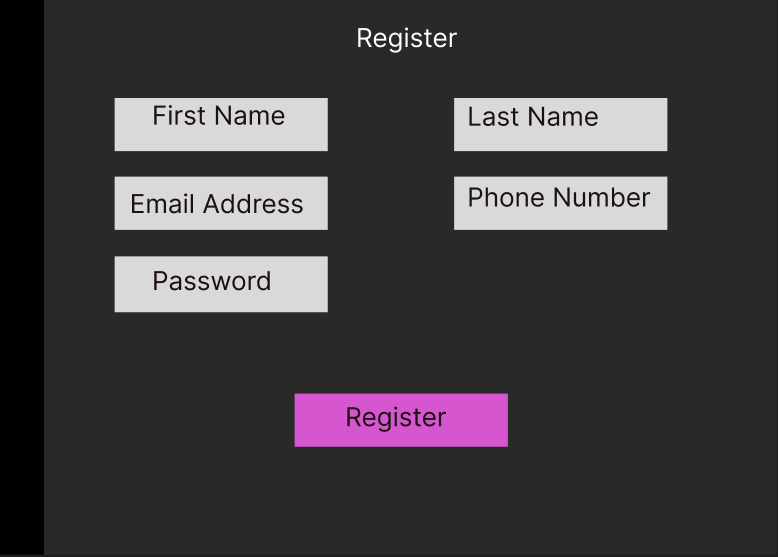 Register
First Name
Last Name
Email Address
Phone Number
Password
Register